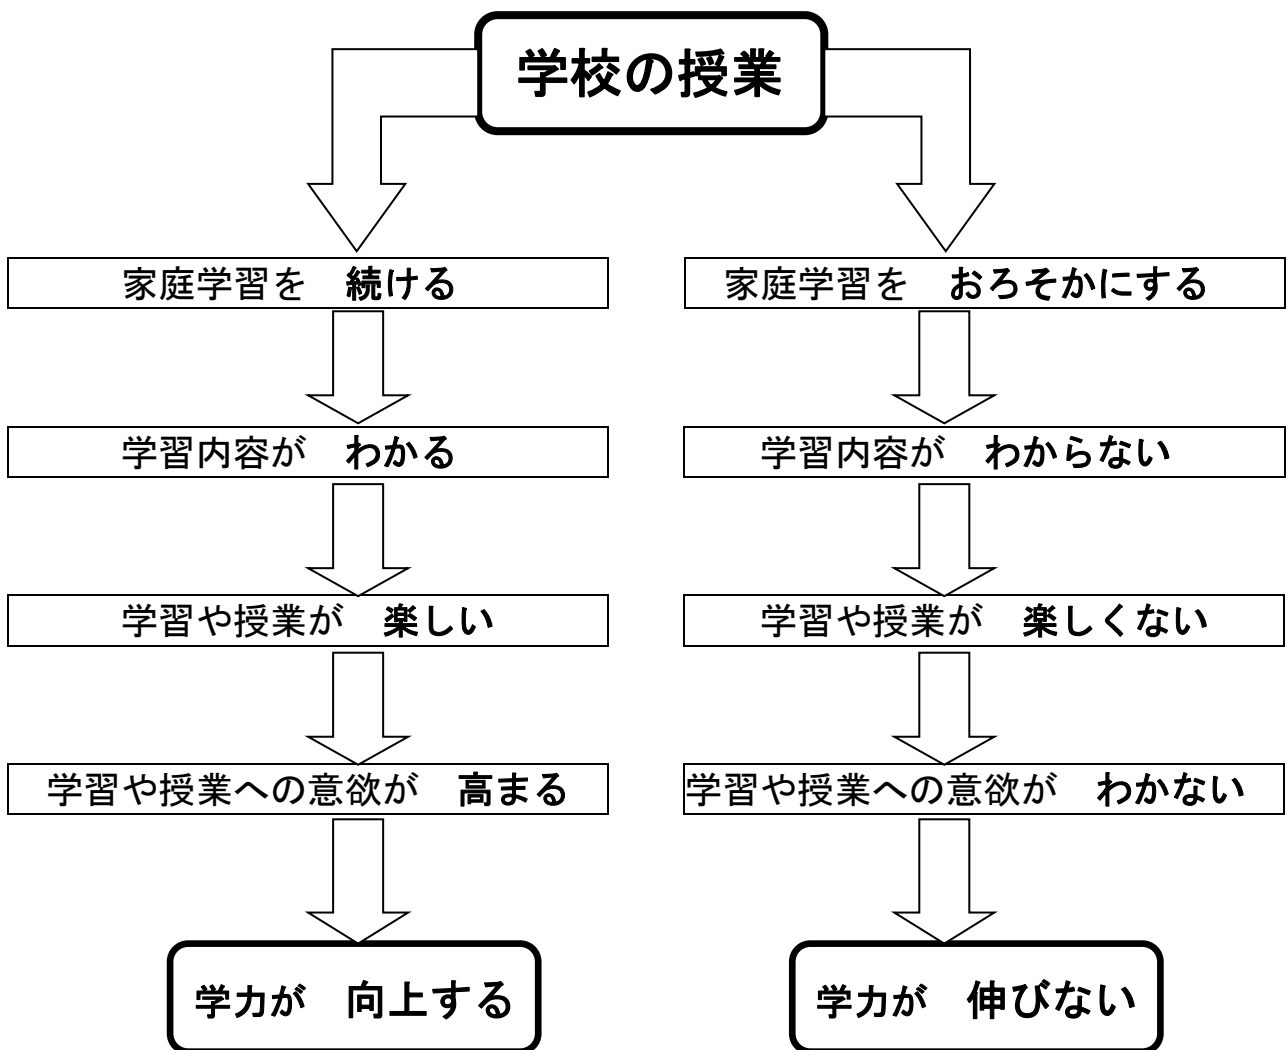 学校の授業
家庭学習を　続ける
学習内容が　わかる
学習や授業が　楽しい
学習や授業への意欲が　高まる
学力が　向上する
家庭学習を　おろそかにする
学習内容が　わからない
学習や授業が　楽しくない
学習や授業への意欲が　わかない
学力が　伸びない